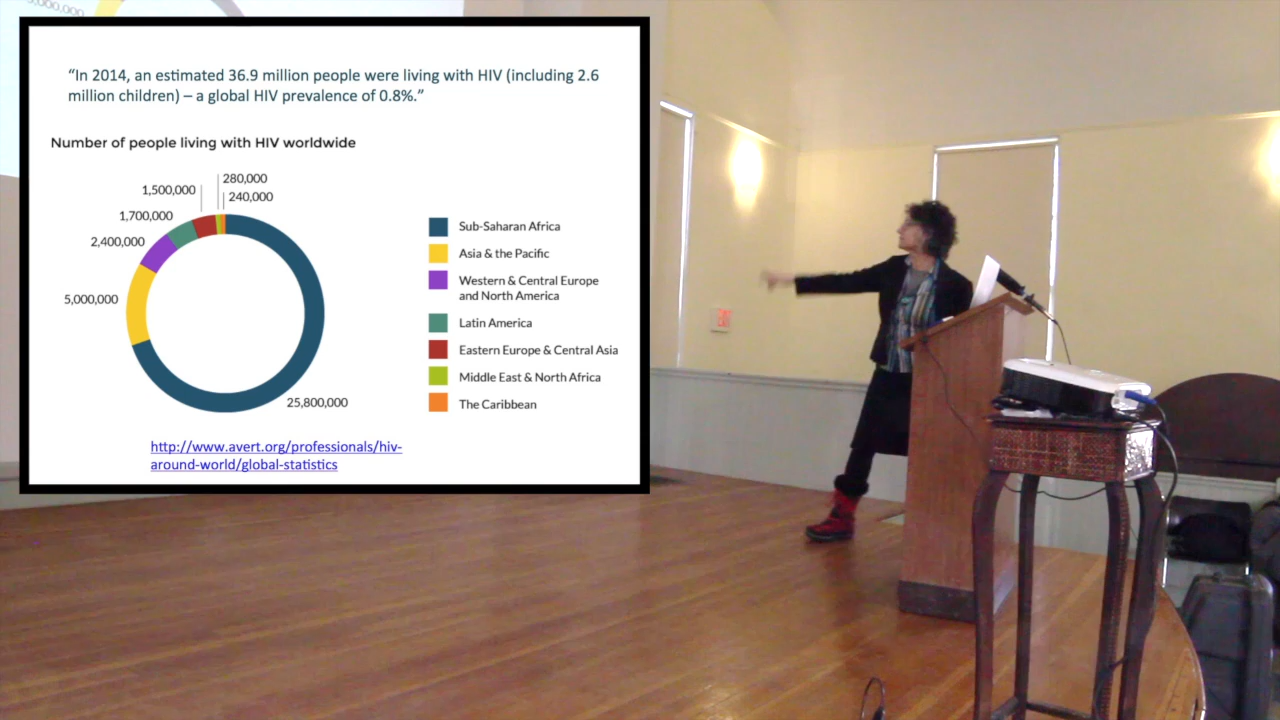 “In 2014, an estimated 36.9 million people were living with HIV (including 2.6
million children) – a global HIV prevalence of 0.8%.”
Number of people living with HIV worldwide
280,000
1,500,000
240,000
1,700,000
2,400,000
5,000,000
25,800,000
Sub-Saharan Africa
Asia & the Pacific
Western & Central Europe
and North America
Latin America
Eastern Europe & Central Asia
Middle East & North Africa
The Caribbean
http://www.avert.org/professionals/hiv-
around-world/global-statistics